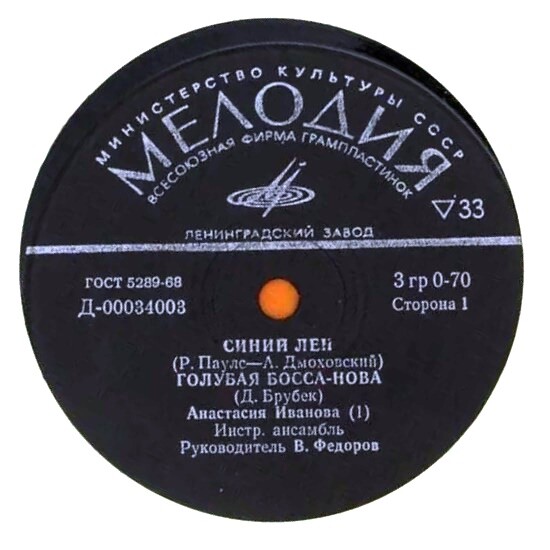 МИНИСТЕРСТВО КУЛЬТУРЫ СССР
МЕЛОДИЯ
ВСЕСОЮЗНАЯ ФИРМА ГРАМПЛАСТИНОК
▽33
ЛЕНИНГРАДСКИЙ ЗАВОД
ГОСТ 5289-68
3 гр 0-70
Д-00034003
Сторона 1
СИНИЙ ЛЕН
(Р. Паулс—А. Дмоховский)
ГОЛУБАЯ БОССА-НОВА
(Д. Брубек)
Анастасия Иванова (1)
Инстр. ансамбль
Руководитель В. Федоров